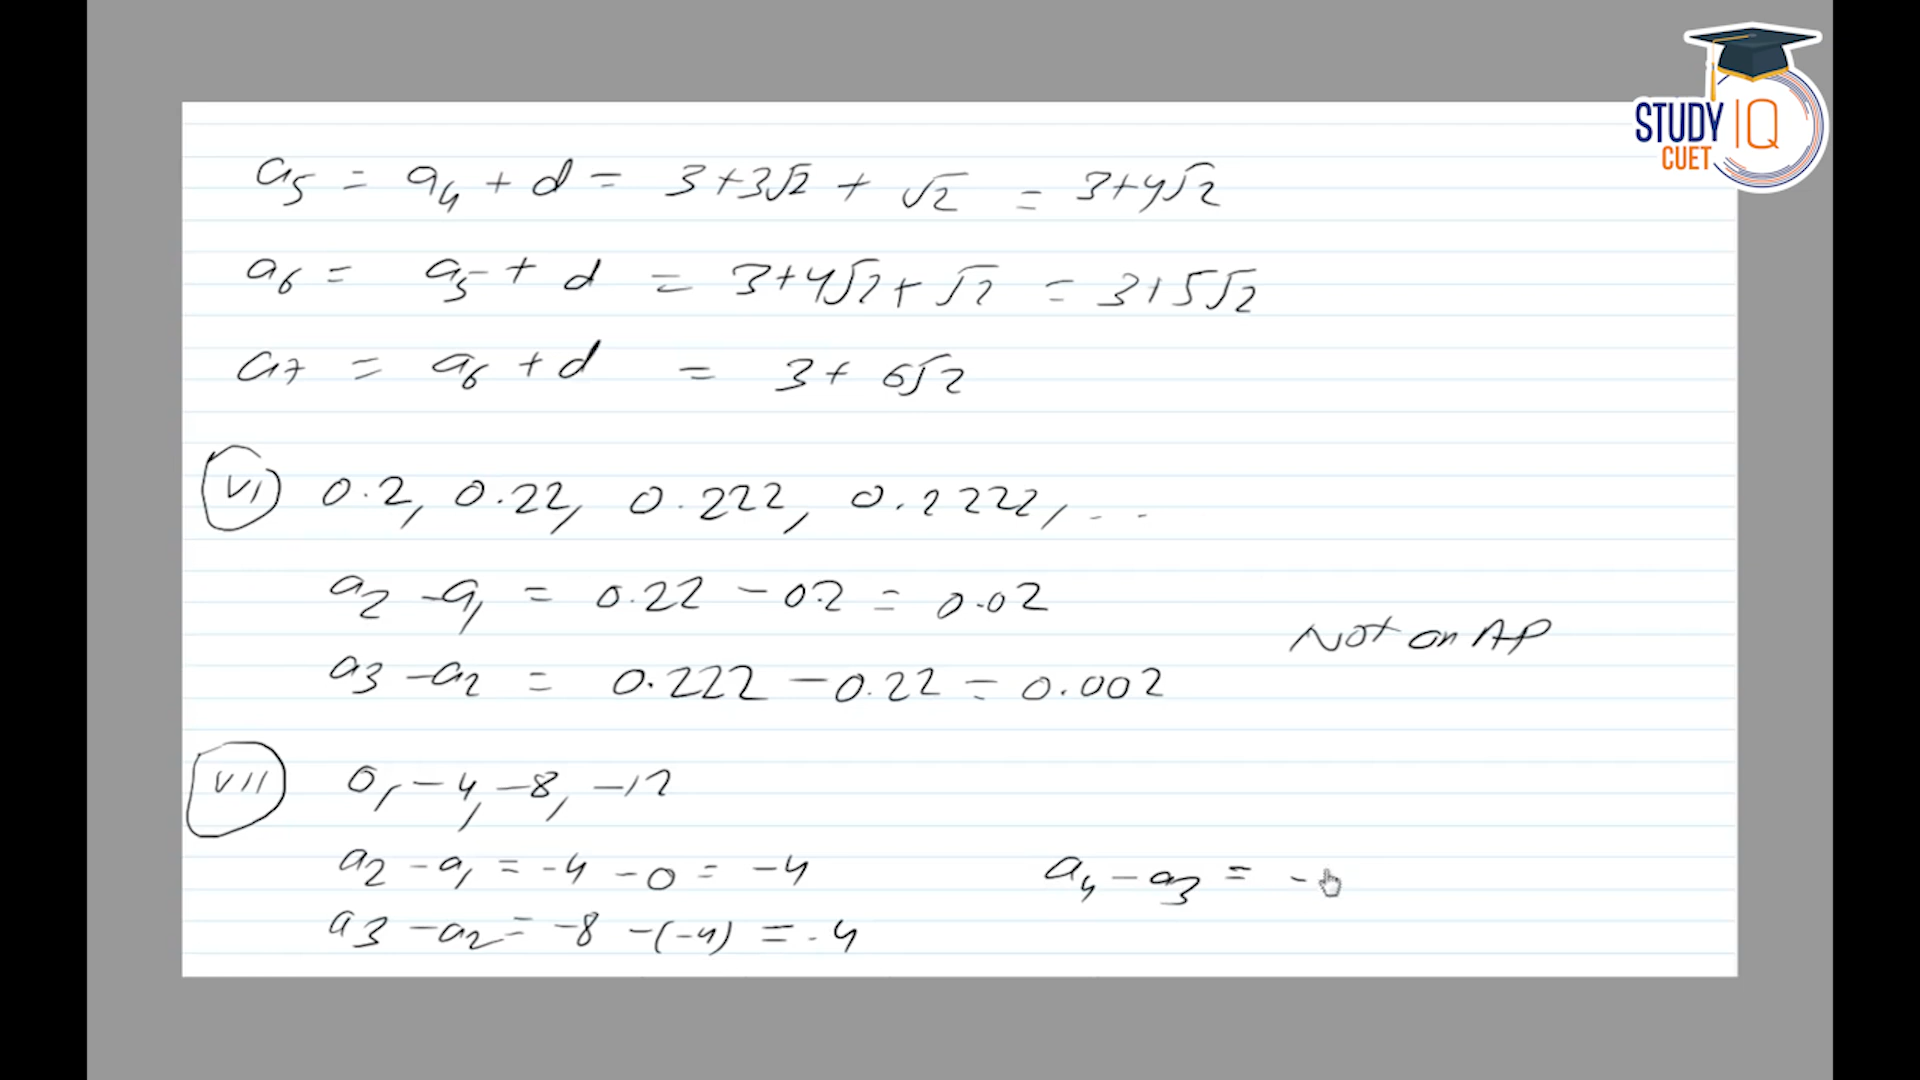 STUDY IQ
CUET
a5 = a4 + d = 3+3√2 + √2 = 3+4√2
a6 = a5 + d = 3+4√2 + √2 = 3+5√2
a7 = a6 + d = 3+ 6√2
VI 0.2, 0.22, 0.222, 0.2222, . .
a2 - a1 = 0.22 - 0.2 = 0.02
Not an AP
a3 - a2 = 0.222 - 0.22 = 0.002
VII 0, -4, -8, -12
a2 - a1 = -4 - 0 = -4 a4 - a3 = -
a3 - a2 = -8 -(-4) = -4